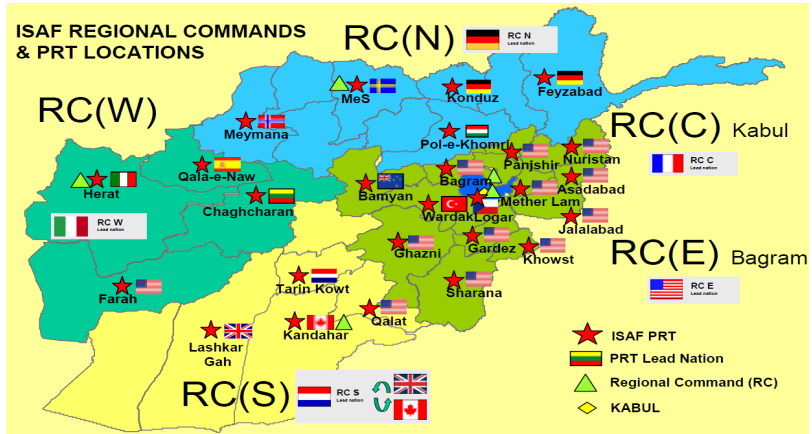 ISAF REGIONAL COMMANDS
& PRT LOCATIONS
RC(N)
RC N
Lead nation
RC(W)
MeS
Konduz
Feyzabad
Meymana
Pol-e-Khomri
RC(C) Kabul
RC C
Lead nation
Qala-e-Naw
Herat
Chaghcharan
Bamyan
Bagram
Panjshir
Nuristan
Asadabad
Mether Lam
Wardak
Logar
Jalalabad
RC W
Lead nation
Ghazni
Gardez
Khowst
RC(E) Bagram
RC E
Lead nation
Farah
Tarin Kowt
Sharana
Qalat
Lashkar
Gah
Kandahar
RC(S)
RC S
Lead nation
ISAF PRT
PRT Lead Nation
Regional Command (RC)
KABUL